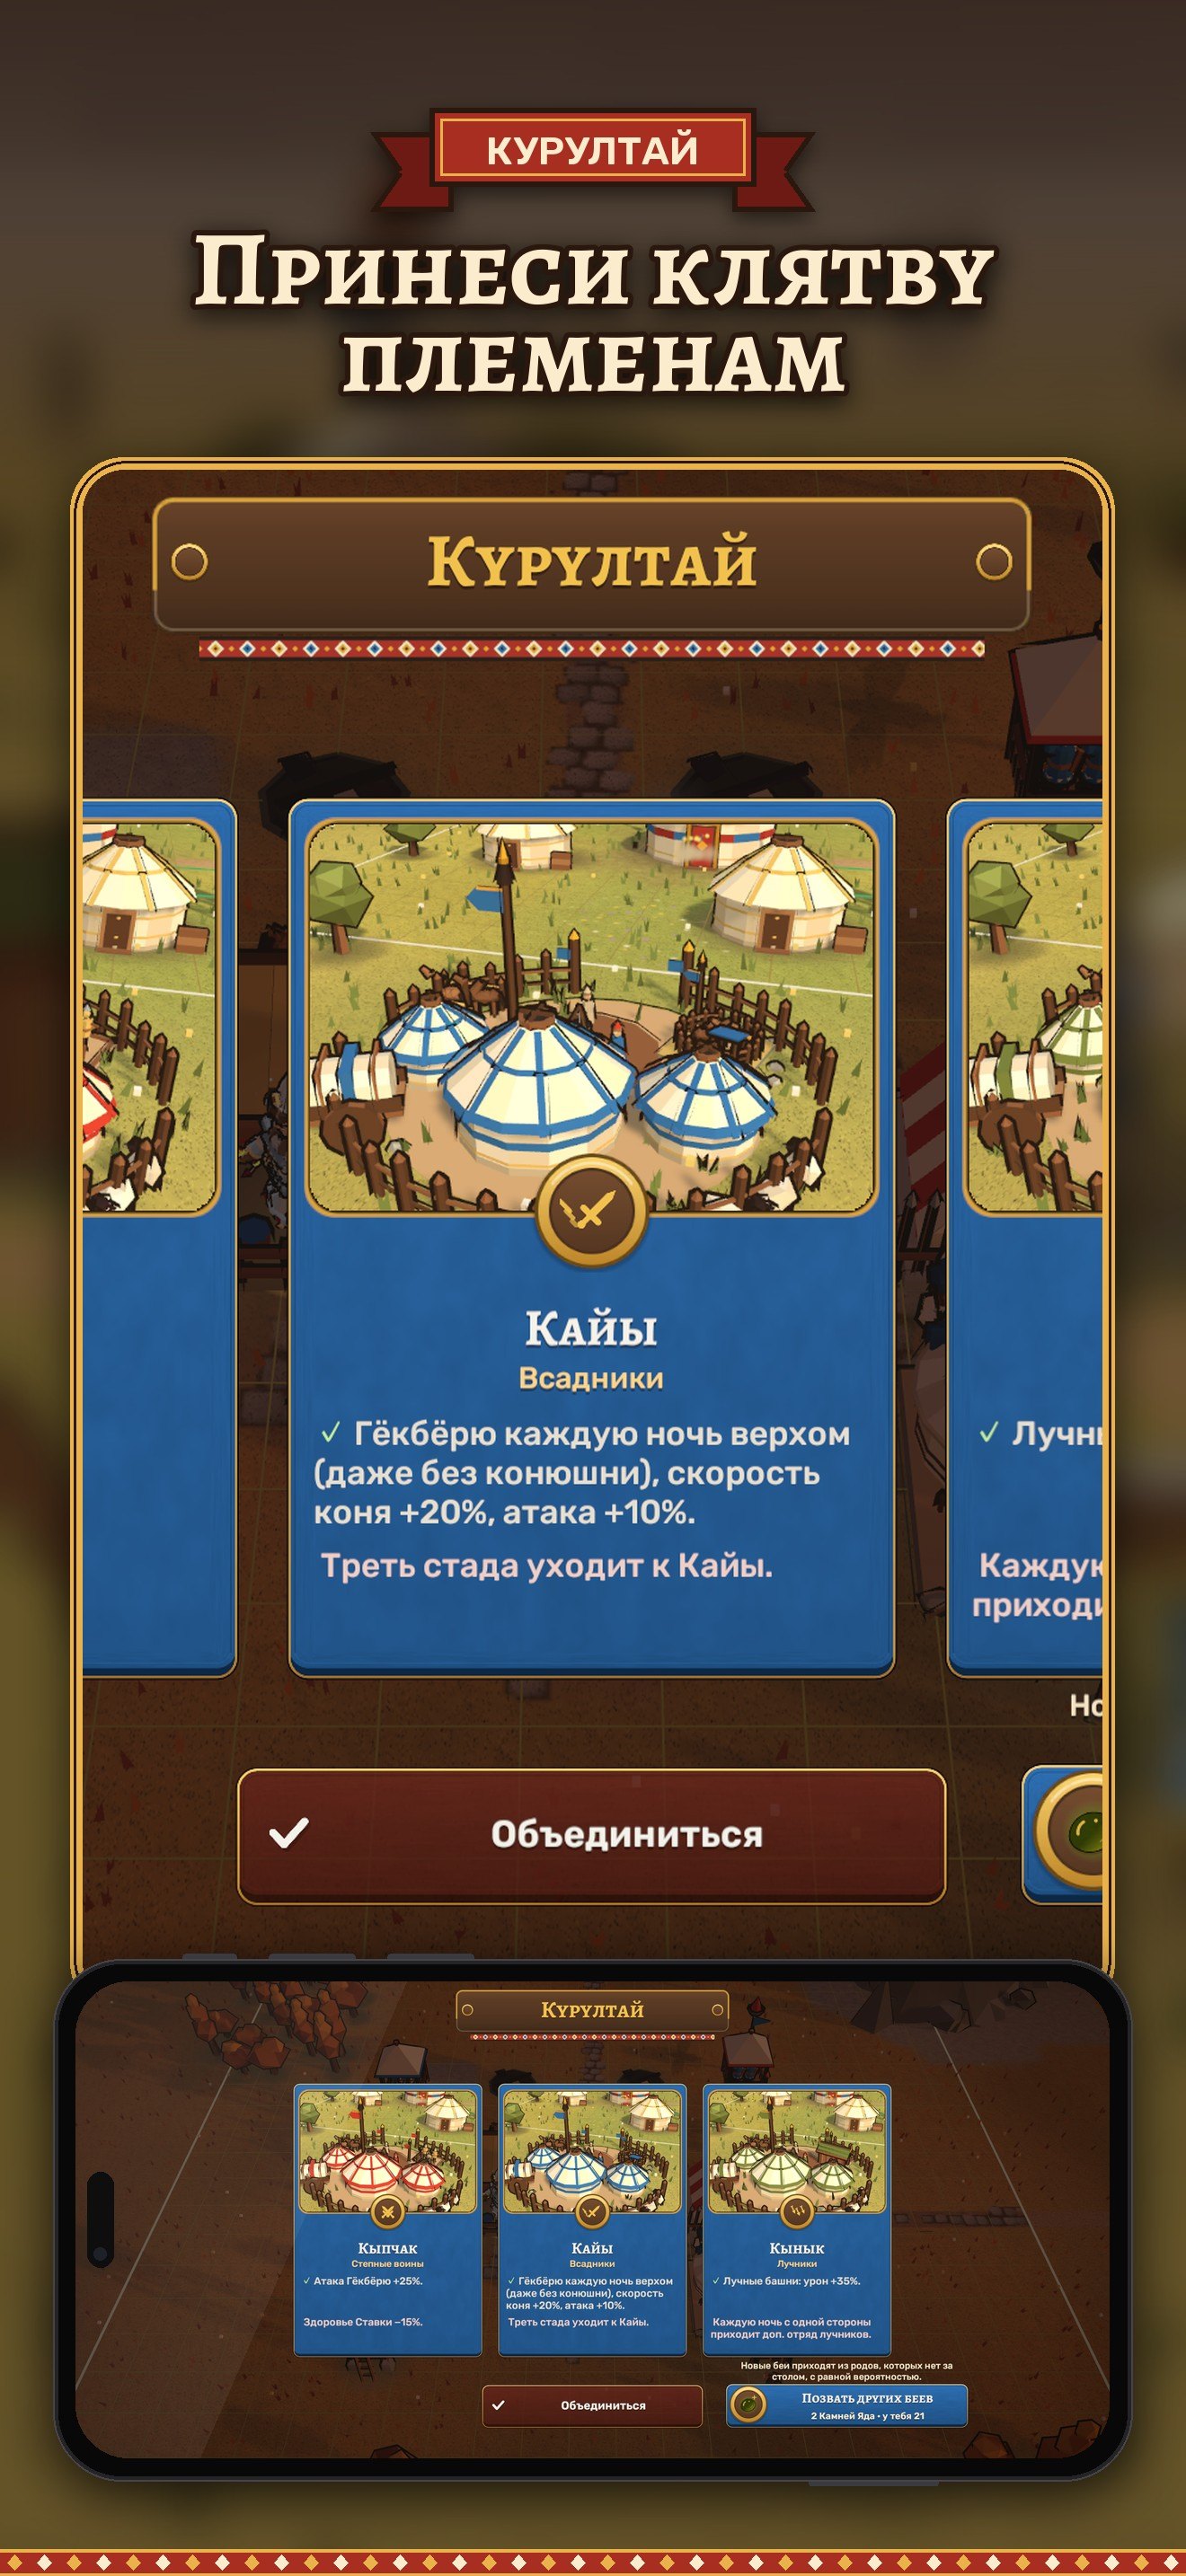 КУРУЛТАЙ
Принеси клятву
племенам
Курултай
Кайы
Всадники
✓ Гёкбёрю каждую ночь верхом
(даже без конюшни), скорость
коня +20%, атака +10%.
Треть стада уходит к Кайы.
✓
Но
Объединиться
Курултай
Кыпчак
Степные воины
✓ Атака Гёкбёрю +25%.
Здоровье Ставки −15%.
Кайы
Всадники
✓ Гёкбёрю каждую ночь верхом
(даже без конюшни), скорость
коня +20%, атака +10%.
Треть стада уходит к Кайы.
Кынык
Лучники
✓ Лучные башни: урон +35%.
Каждую ночь с одной стороны
приходит доп. отряд лучников.
Новые беи приходят из родов, которых нет за
столом, с равной вероятностью.
Объединиться
Позвать других беев
2 Камней Яда • у тебя 21